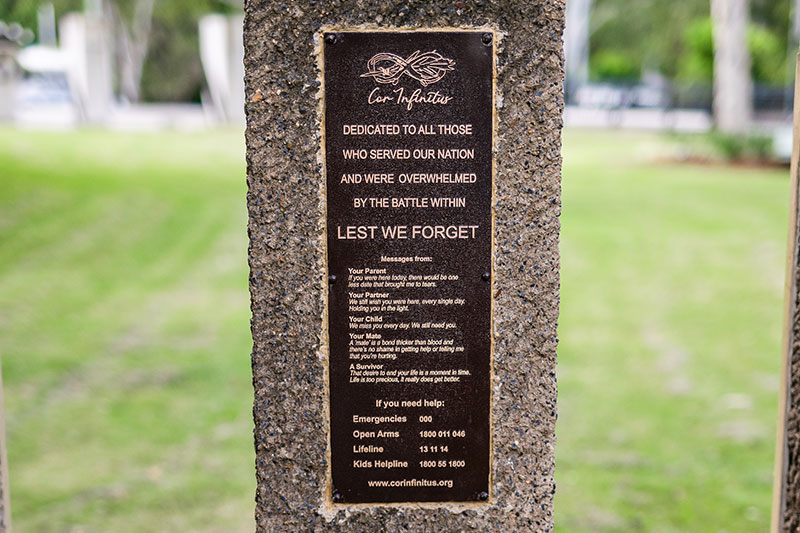 Cor Infinitus
DEDICATED TO ALL THOSE
WHO SERVED OUR NATION
AND WERE OVERWHELMED
BY THE BATTLE WITHIN
LEST WE FORGET
Messages from:
Your Parent
If you were here today, there would be one
less date that brought me to tears.
Your Partner
We still wish you were here, every single day.
Holding you in the light.
Your Child
We miss you every day. We still need you.
Your Mate
A 'mate' is a bond thicker than blood and
there's no shame in getting help or telling me
that you're hurting.
A Survivor
That desire to end your life is a moment in time.
Life is too precious, it really does get better.
If you need help:
Emergencies 000
Open Arms 1800 011 046
Lifeline 13 11 14
Kids Helpline 1800 55 1800
www.corinfinitus.org